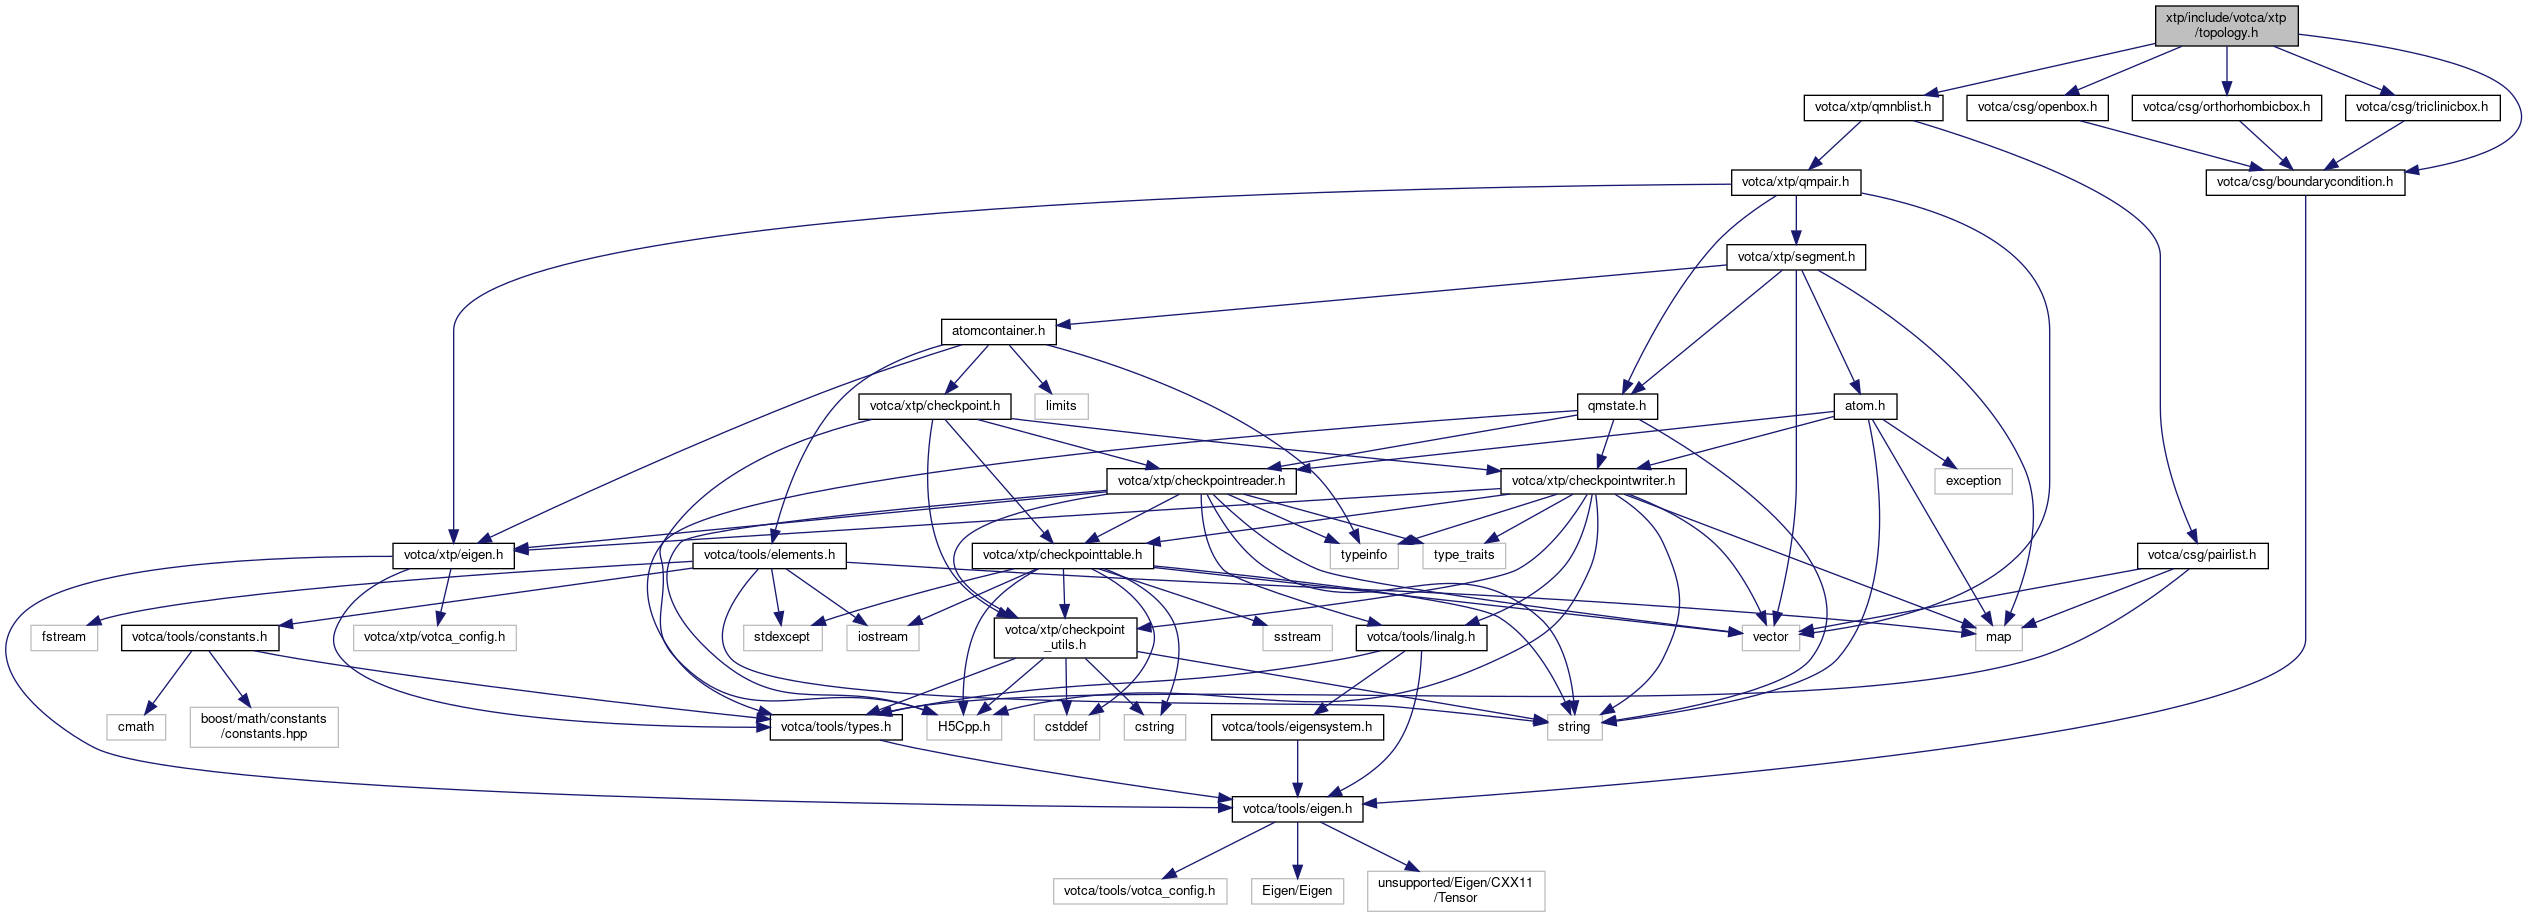 xtp/include/votca/xtp
/topology.h
votca/xtp/qmnblist.h
votca/csg/openbox.h
votca/csg/orthorhombicbox.h
votca/csg/triclinicbox.h
votca/xtp/qmpair.h
votca/csg/boundarycondition.h
votca/xtp/segment.h
atomcontainer.h
votca/xtp/checkpoint.h
limits
qmstate.h
atom.h
votca/xtp/checkpointreader.h
votca/xtp/checkpointwriter.h
exception
votca/xtp/eigen.h
votca/tools/elements.h
votca/xtp/checkpointtable.h
typeinfo
type_traits
votca/csg/pairlist.h
fstream
votca/tools/constants.h
votca/xtp/votca_config.h
stdexcept
iostream
votca/xtp/checkpoint
_utils.h
sstream
votca/tools/linalg.h
vector
map
cmath
boost/math/constants
/constants.hpp
votca/tools/types.h
H5Cpp.h
cstddef
cstring
votca/tools/eigensystem.h
string
votca/tools/eigen.h
votca/tools/votca_config.h
Eigen/Eigen
unsupported/Eigen/CXX11
/Tensor